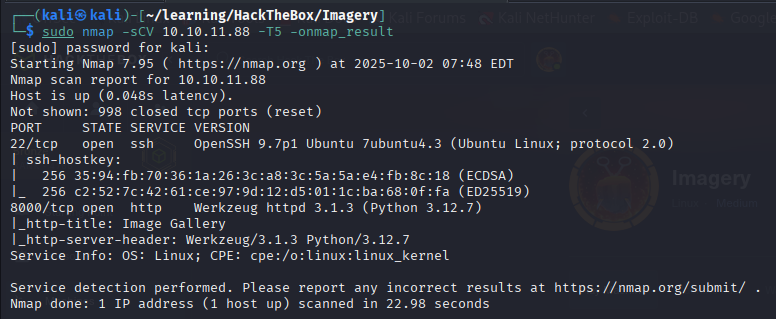 (kali㉿kali)-[~/learning/HackTheBox/Imagery]
$ sudo nmap -sCV 10.10.11.88 -T5 -onmap_result
[sudo] password for kali:
Starting Nmap 7.95 ( https://nmap.org ) at 2025-10-02 07:48 EDT
Nmap scan report for 10.10.11.88
Host is up (0.048s latency).
Not shown: 998 closed tcp ports (reset)
PORT     STATE SERVICE VERSION
22/tcp   open  ssh     OpenSSH 9.7p1 Ubuntu 7ubuntu4.3 (Ubuntu Linux; protocol 2.0)
| ssh-hostkey:
|   256 35:94:fb:70:36:1a:26:3c:a8:3c:5a:5a:e4:fb:8c:18 (ECDSA)
|_  256 c2:52:7c:42:61:ce:97:9d:12:d5:01:1c:ba:68:0f:fa (ED25519)
8000/tcp open  http    Werkzeug httpd 3.1.3 (Python 3.12.7)
|_http-title: Image Gallery
|_http-server-header: Werkzeug/3.1.3 Python/3.12.7
Service Info: OS: Linux; CPE: cpe:/o:linux:linux_kernel
Service detection performed. Please report any incorrect results at https://nmap.org/submit/ .
Nmap done: 1 IP address (1 host up) scanned in 22.98 seconds
Kali Forums
Kali NetHunter
Exploit-DB
Google
Imagery